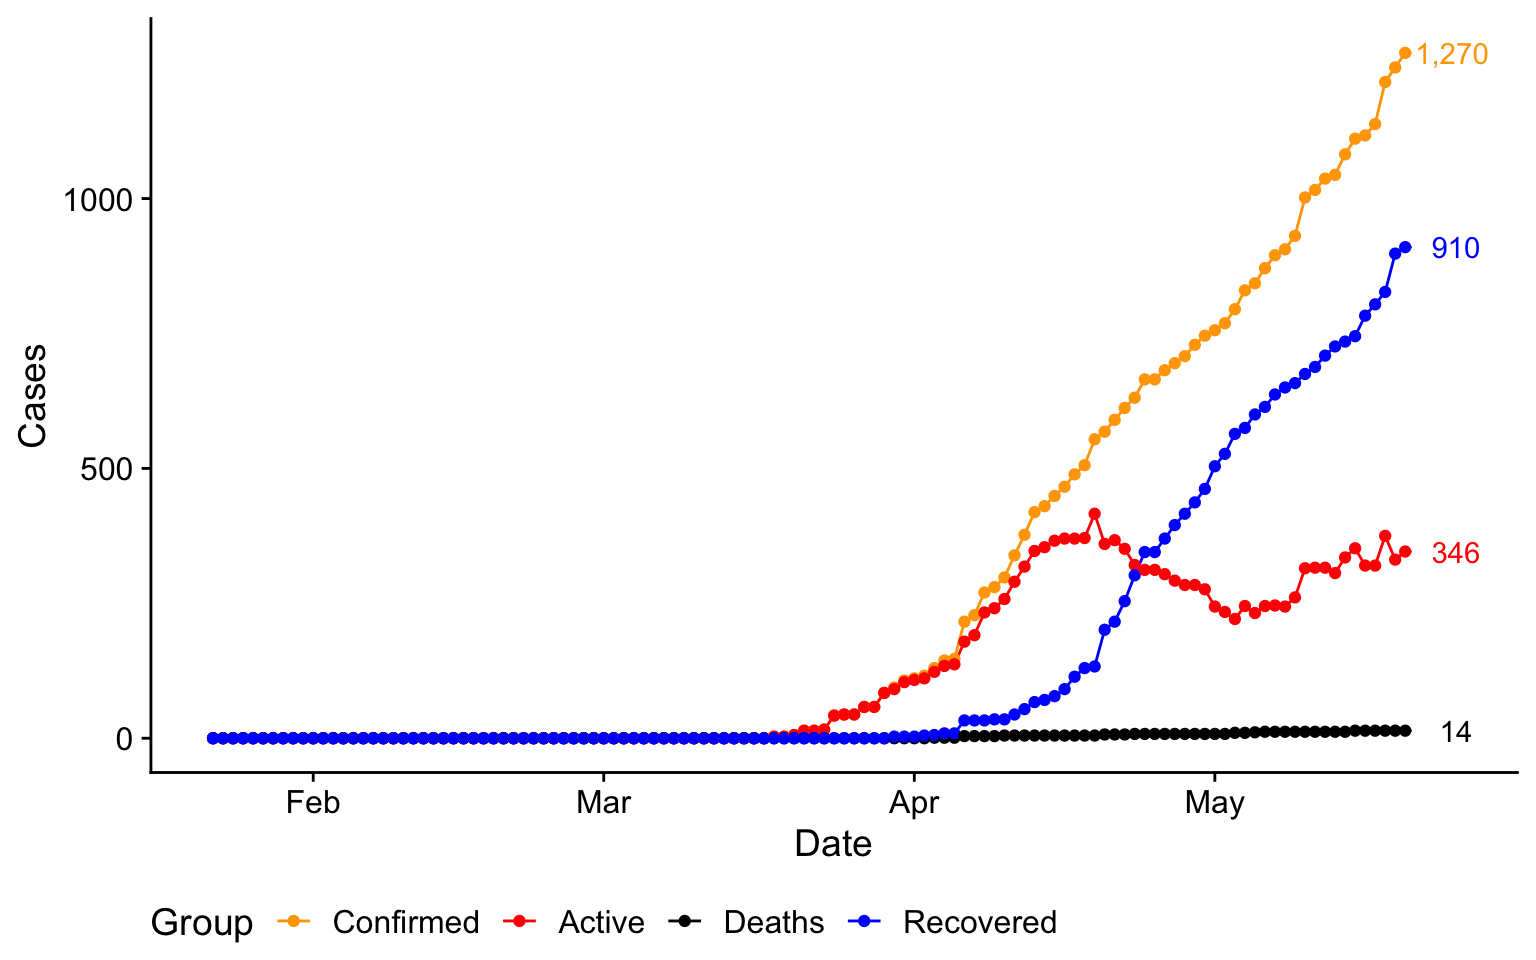 1,270
1000
910
Cases
500
346
0
14
Feb Mar Apr May
Date
Group Confirmed Active Deaths Recovered